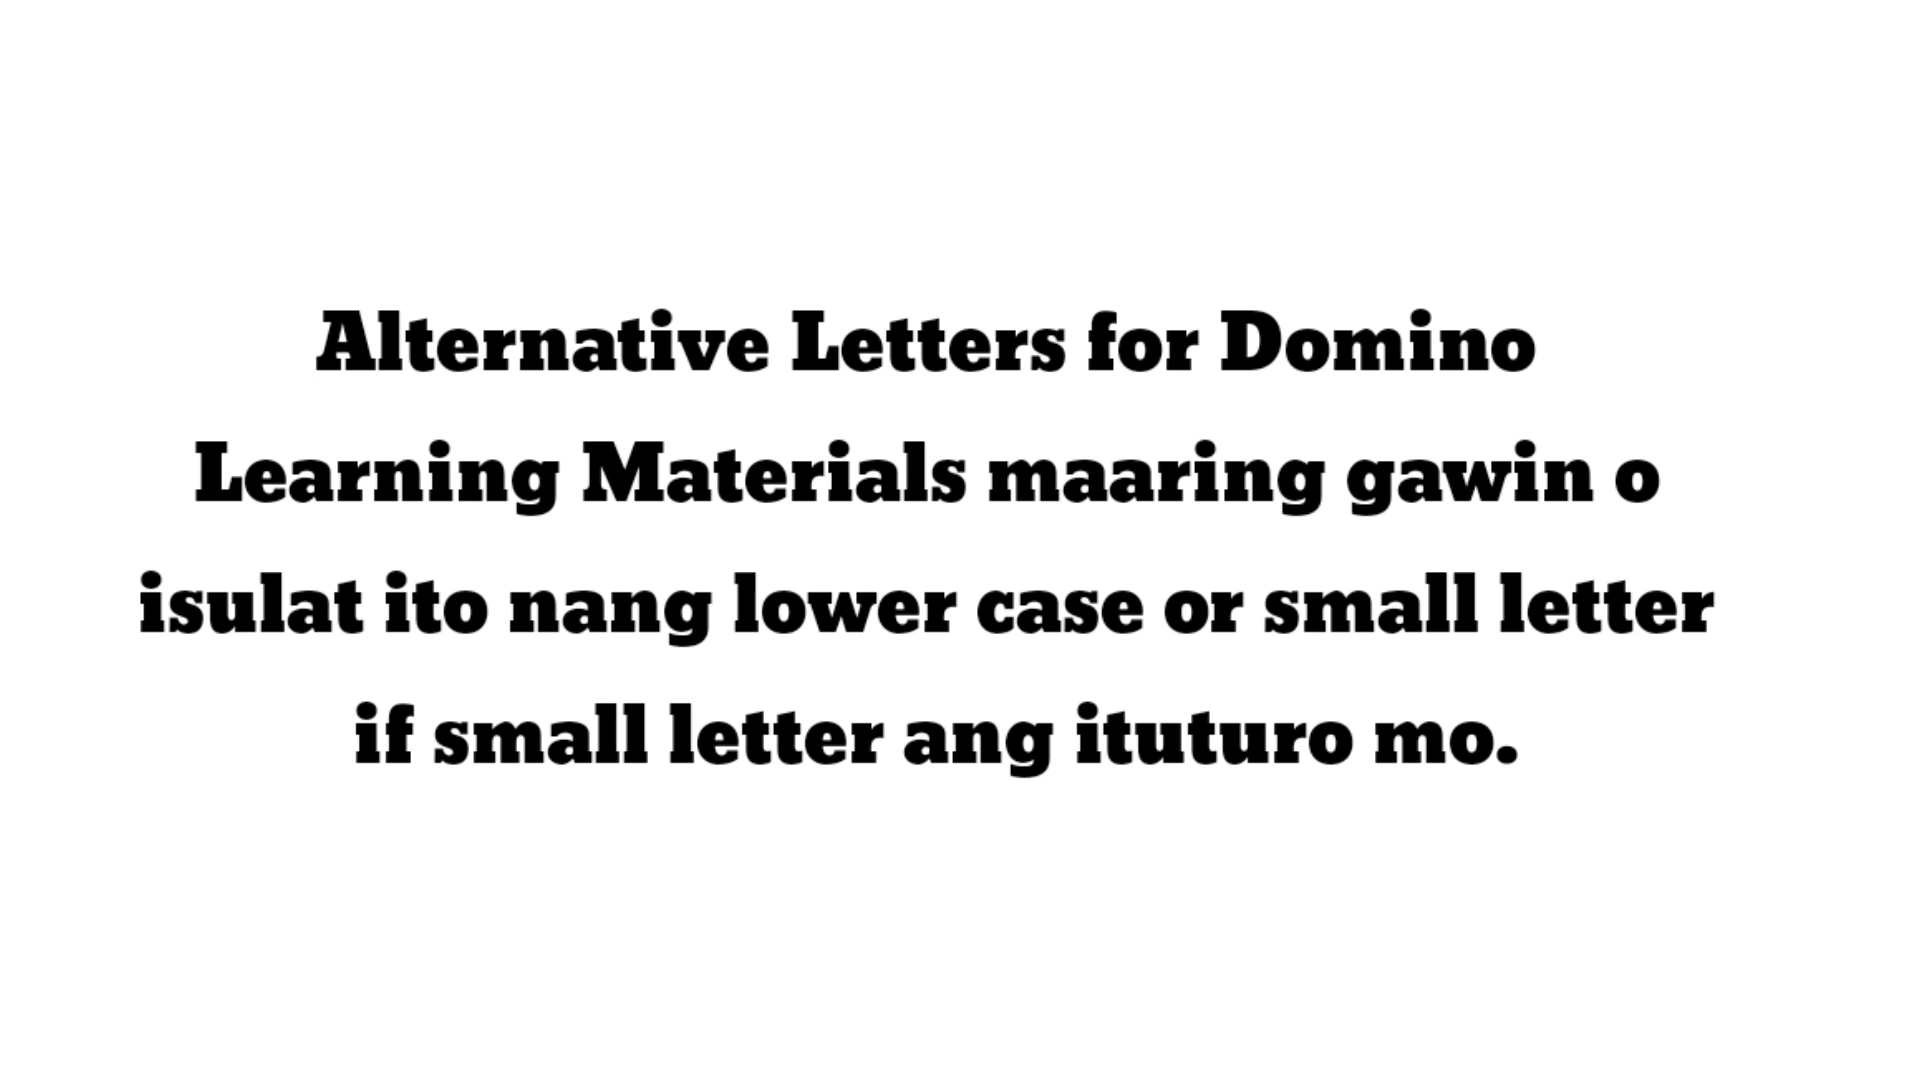 Alternative Letters for Domino
Learning Materials maaring gawin o
isulat ito nang lower case or small letter
if small letter ang ituturo mo.